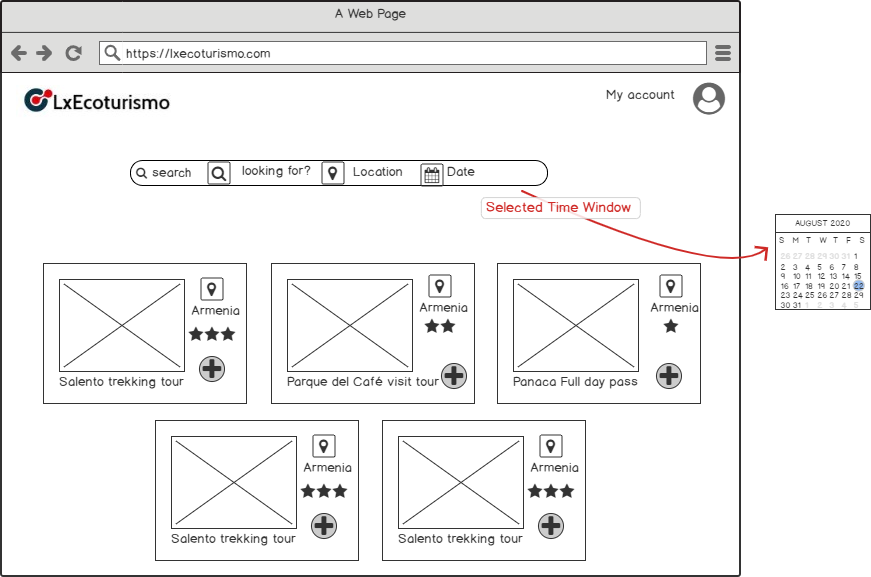 A Web Page
https://lxecoturismo.com
LxEcoturismo
My account
search
looking for?
Location
Date
Selected Time Window
AUGUST 2020
S M T W T F S
26 27 28 29 30 31 1
2 3 4 5 6 7 8
9 10 11 12 13 14 15
16 17 18 19 20 21 22
23 24 25 26 27 28 29
30 31 1 2 3 4 5
Armenia
Salento trekking tour
Armenia
Parque del Café visit tour
Armenia
Panaca Full day pass
Armenia
Salento trekking tour
Armenia
Salento trekking tour